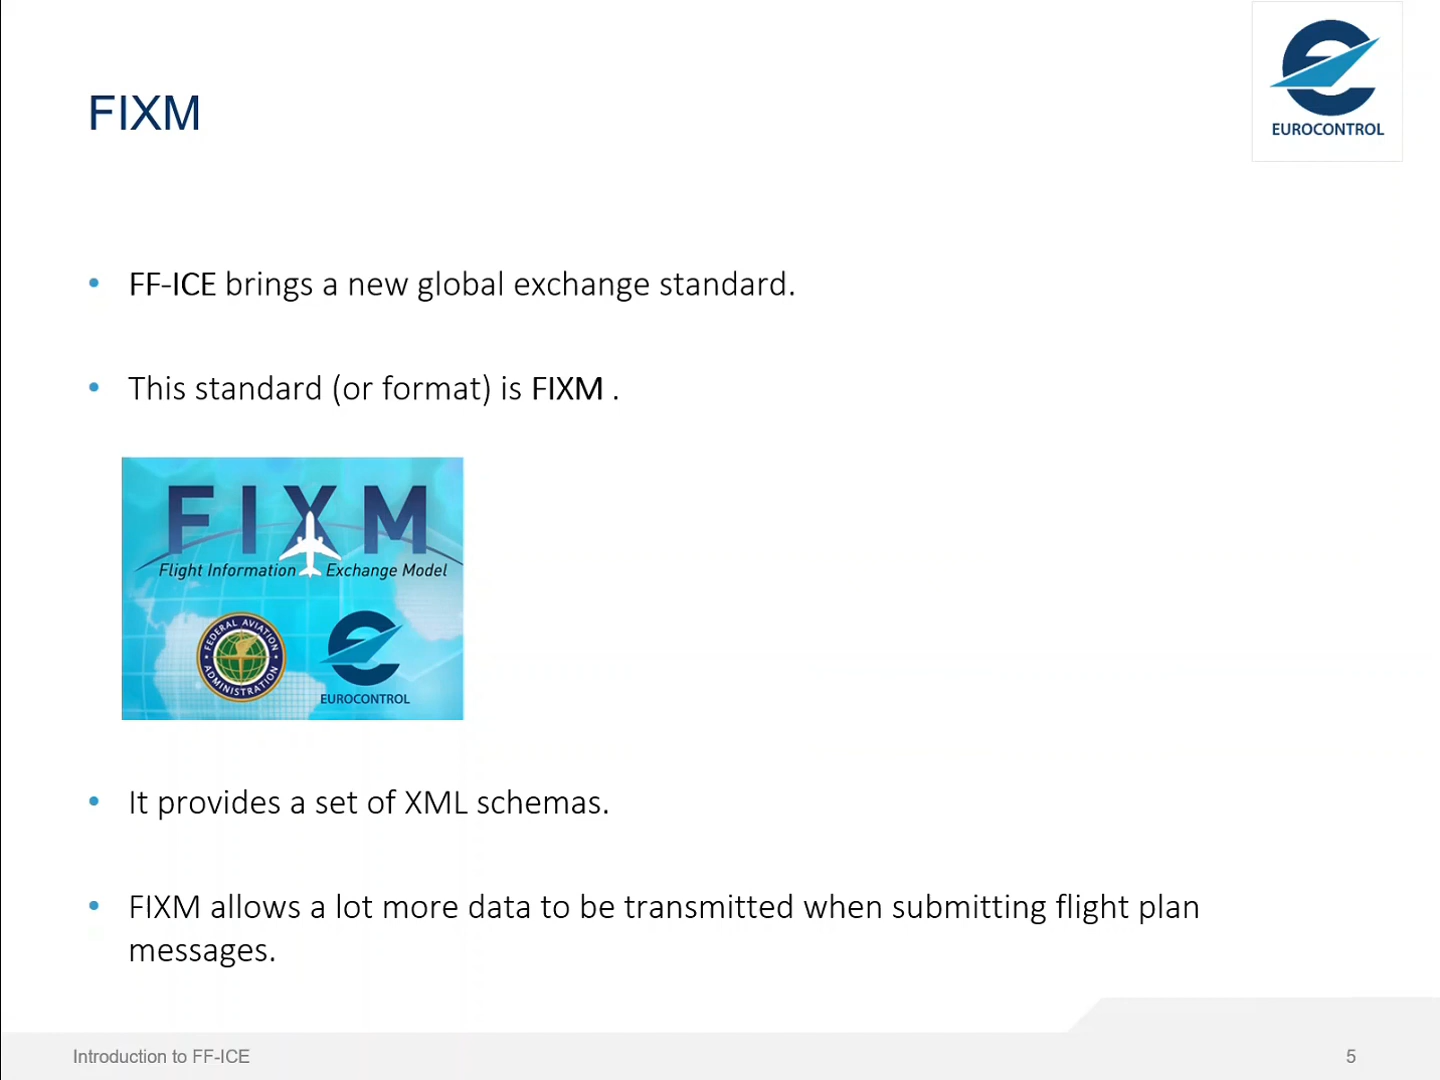 EUROCONTROL
FIXM
• FF-ICE brings a new global exchange standard.
• This standard (or format) is FIXM .
FIXM
Flight Information Exchange Model
FEDERAL AVIATION ADMINISTRATION
EUROCONTROL
• It provides a set of XML schemas.
• FIXM allows a lot more data to be transmitted when submitting flight plan
messages.
Introduction to FF-ICE
5